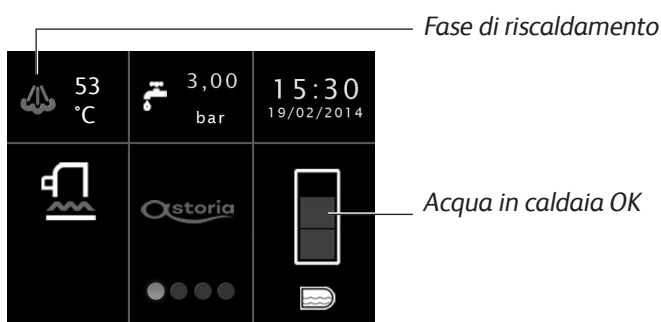 Fase di riscaldamento
53
°C
3,00
bar
15:30
19/02/2014
astoria
Acqua in caldaia OK